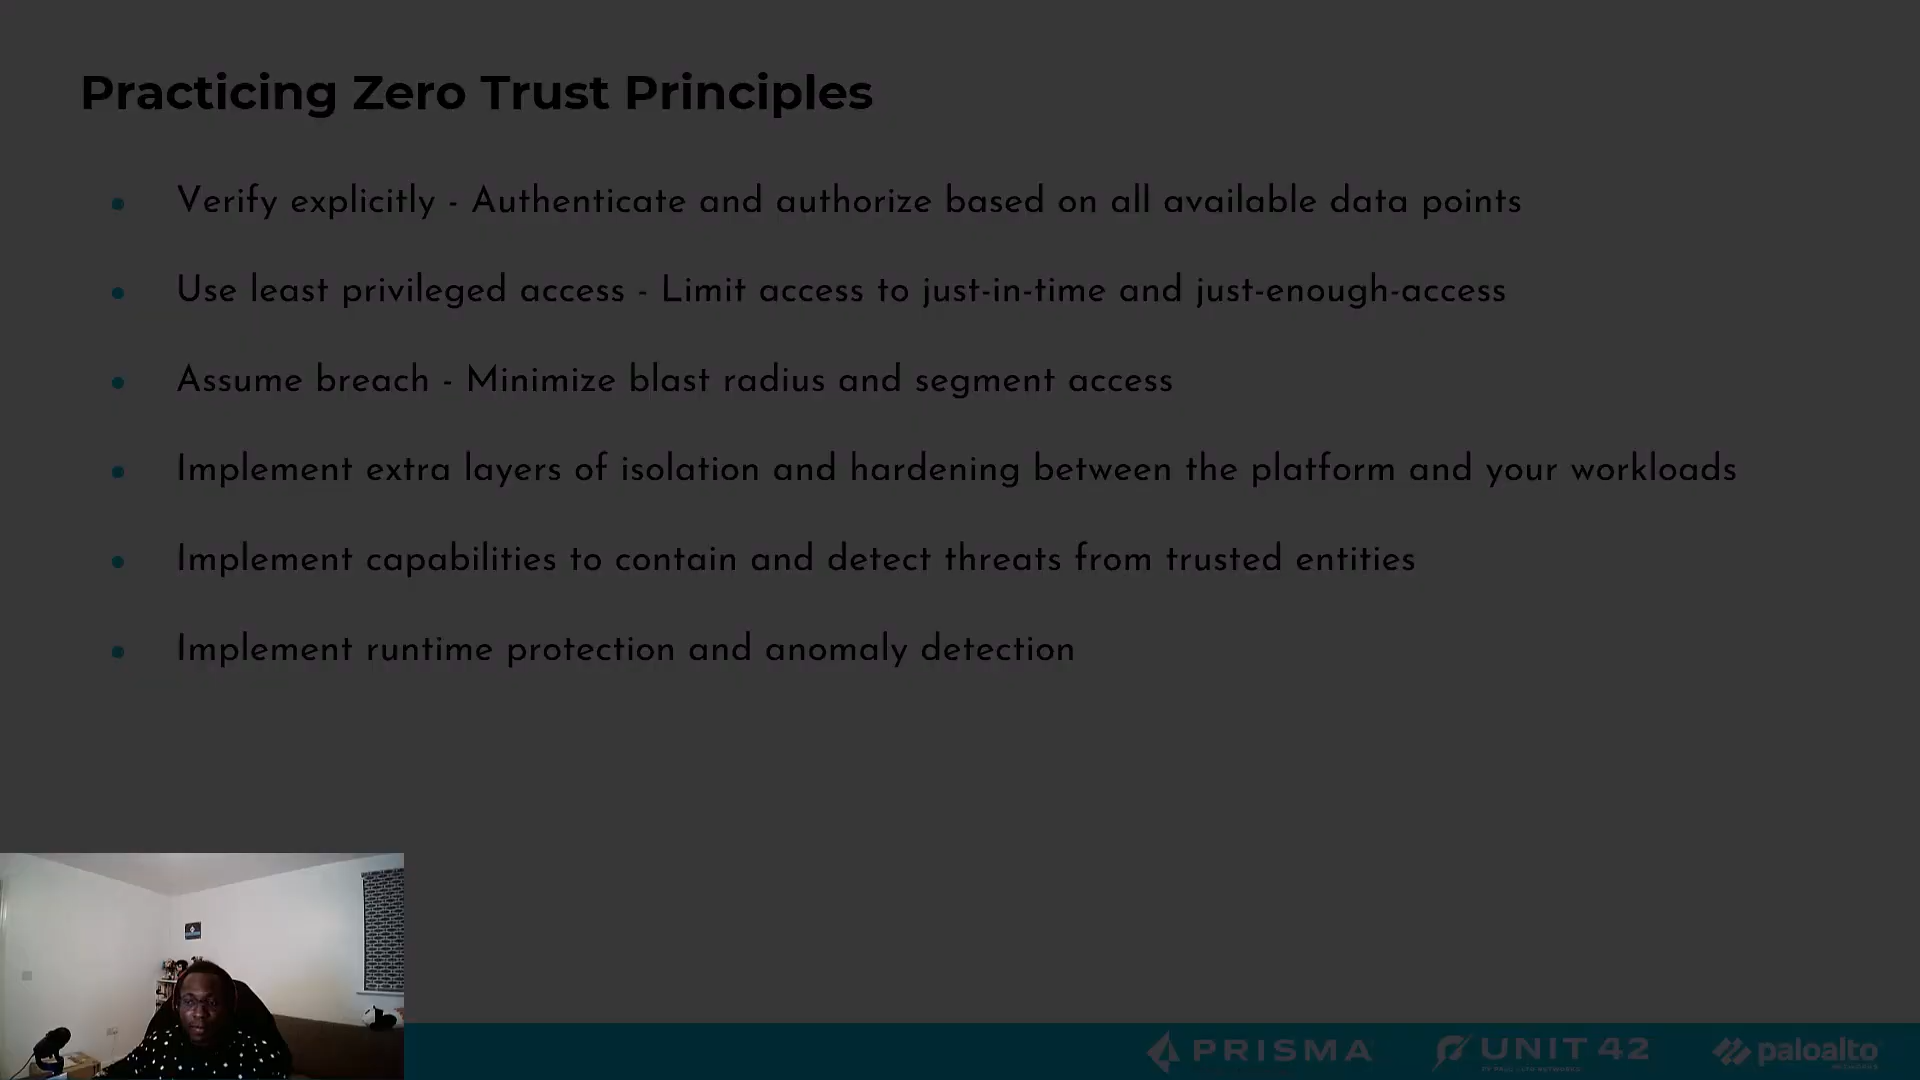 Practicing Zero Trust Principles
Verify explicitly - Authenticate and authorize based on all available data points
Use least privileged access - Limit access to just-in-time and just-enough-access
Assume breach - Minimize blast radius and segment access
Implement extra layers of isolation and hardening between the platform and your workloads
Implement capabilities to contain and detect threats from trusted entities
Implement runtime protection and anomaly detection
PRISMA
UNIT 42
paloalto